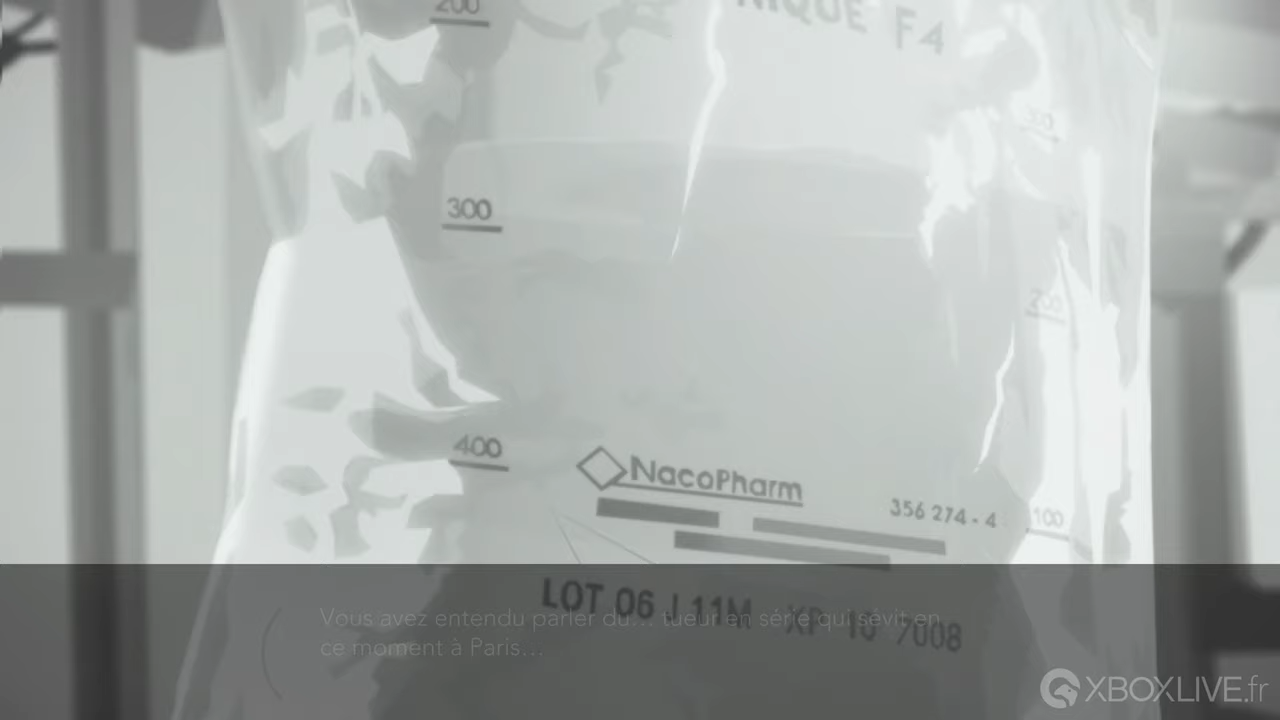 200
NIQUE F4
300
300
200
400
NacoPharm
356 274 - 4
100
LOT 06 J 11M XP 10 7008
Vous avez entendu parler du... tueur en série qui sévit en
ce moment à Paris...
XBOXLIVE.fr